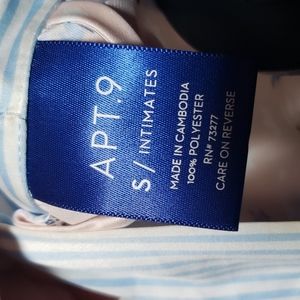 APT.9
S / INTIMATES
MADE IN CAMBODIA
100% POLYESTER
RN# 73277
CARE ON REVERSE